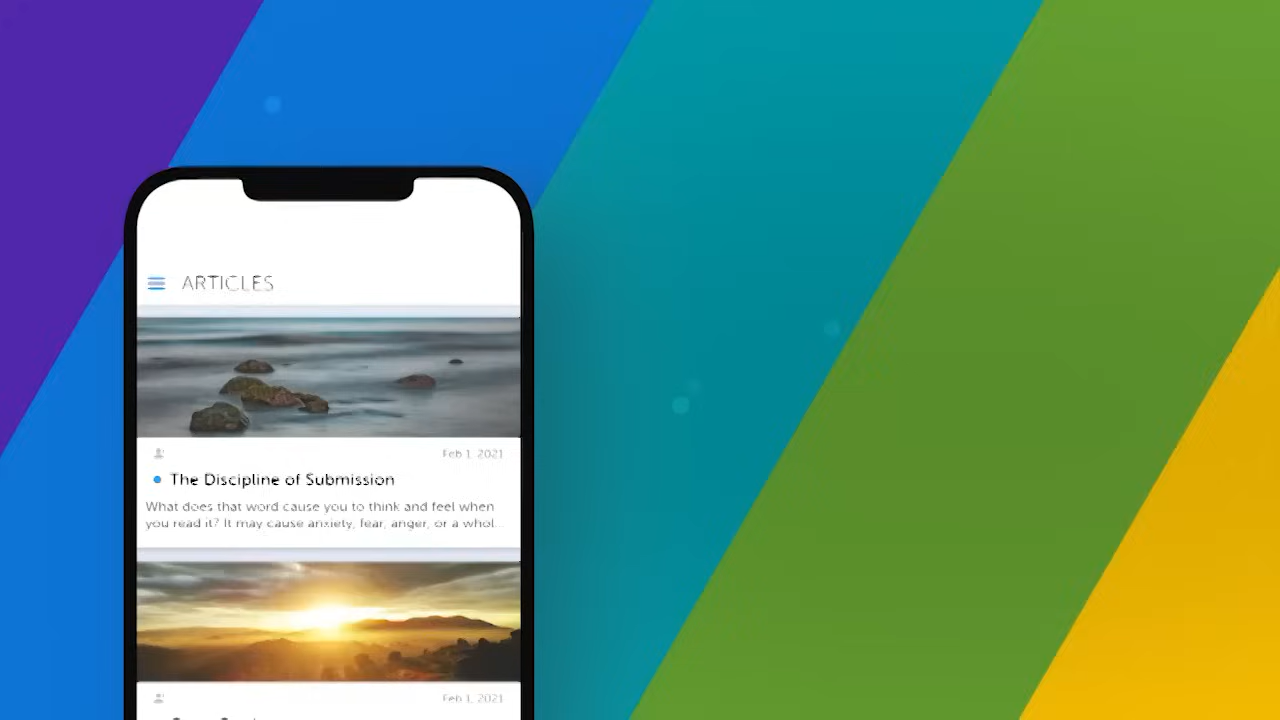 ARTICLES
Feb 1, 2021
The Discipline of Submission
What does that word cause you to think and feel when
you read it? It may cause anxiety, fear, anger, or a whol...
Feb 1, 2021